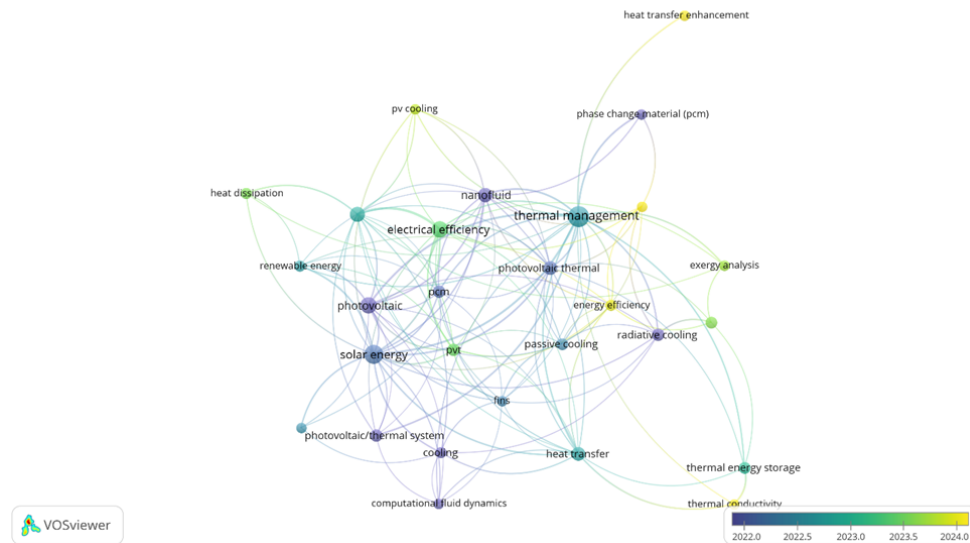 heat transfer enhancement
pv cooling
phase change material (pcm)
heat dissipation
nanofluid
thermal management
electrical efficiency
renewable energy
photovoltaic thermal
exergy analysis
pcm
photovoltaic
energy efficiency
radiative cooling
passive cooling
pvt
solar energy
fins
photovoltaic/thermal system
cooling
heat transfer
thermal energy storage
computational fluid dynamics
thermal conductivity
VOSviewer
2022.0 2022.5 2023.0 2023.5 2024.0